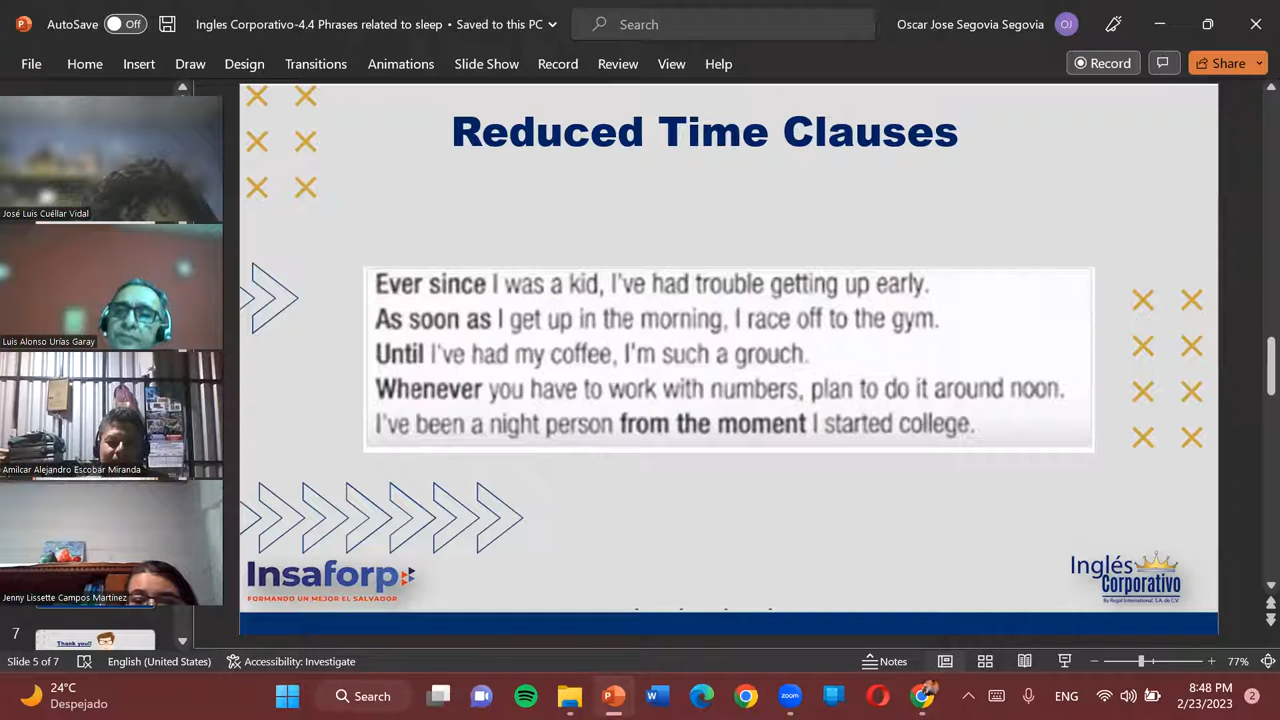 AutoSave Off Ingles Corporativo-4.4 Phrases related to sleep • Saved to this PC Search Oscar Jose Segovia Segovia OJ
File Home Insert Draw Design Transitions Animations Slide Show Record Review View Help Record Share
Reduced Time Clauses
José Luis Cuéllar Vidal
Luis Alonso Urías Garay
Amilcar Alejandro Escobar Miranda
Jenny Lissette Campos Martínez
Ever since I was a kid, I've had trouble getting up early.
As soon as I get up in the morning, I race off to the gym.
Until I've had my coffee, I'm such a grouch.
Whenever you have to work with numbers, plan to do it around noon.
I've been a night person from the moment I started college.
Insaforp
FORMANDO UN MEJOR EL SALVADOR
Inglés
Corporativo
By Regal International, S.A. de C.V.
7
Thank you!!
Slide 5 of 7 English (United States) Accessibility: Investigate Notes 77%
24°C
Despejado
Search
ENG
8:48 PM
2/23/2023
2